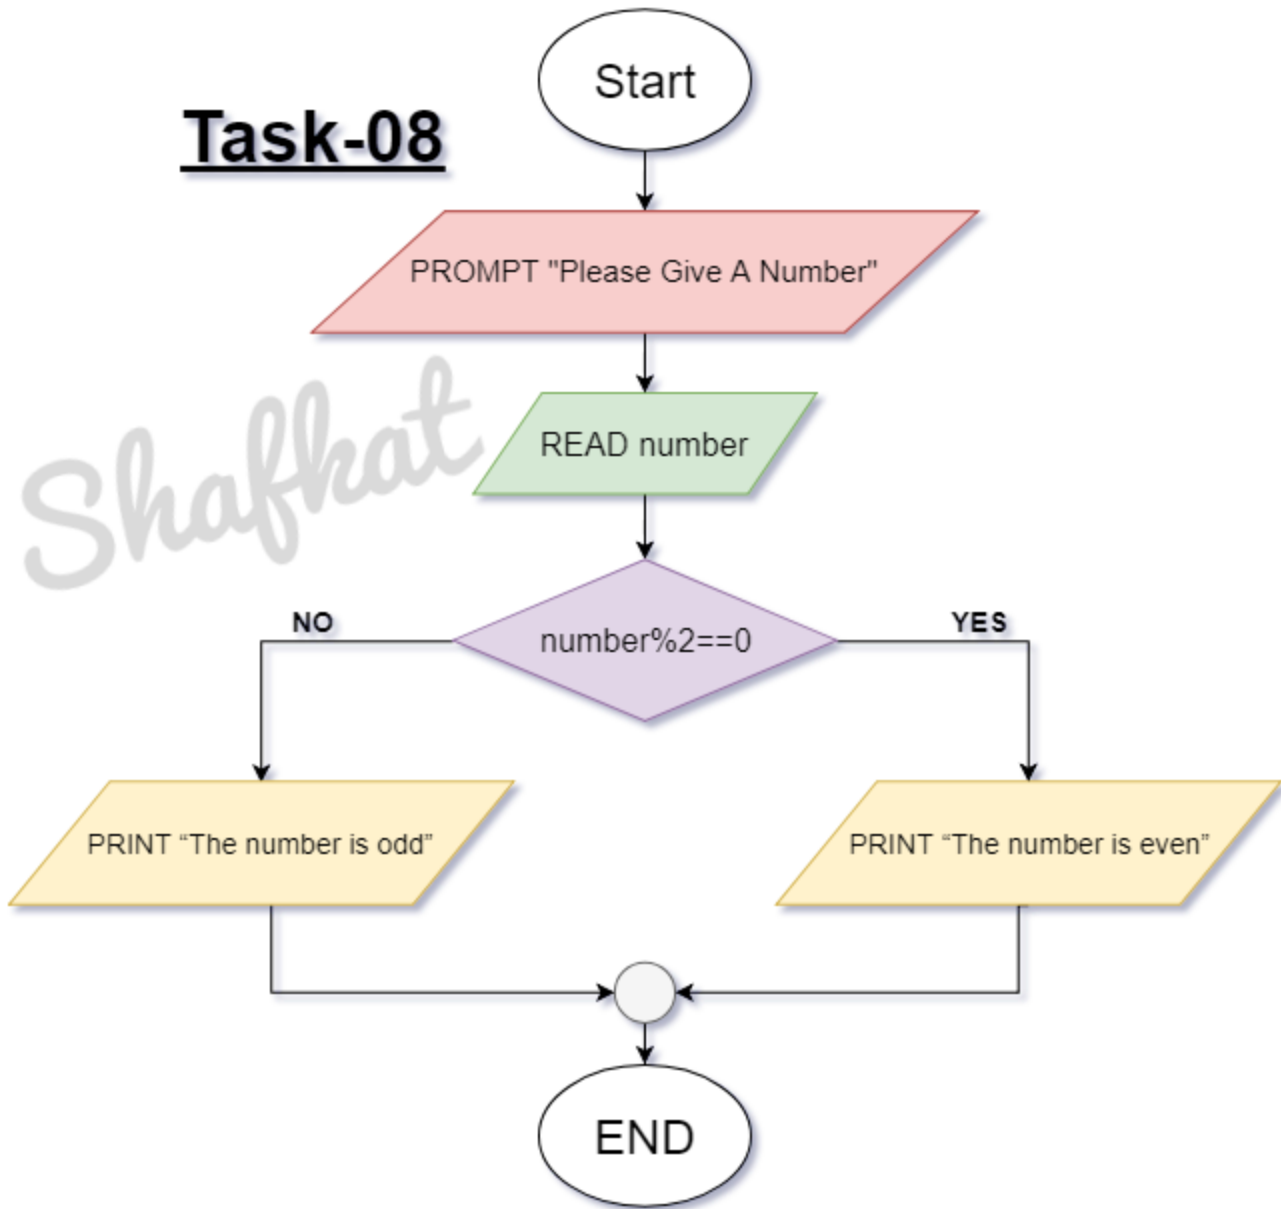 Start
Task-08
PROMPT "Please Give A Number"
Shafkat
READ number
number%2==0
NO
YES
PRINT “The number is odd”
PRINT “The number is even”
END